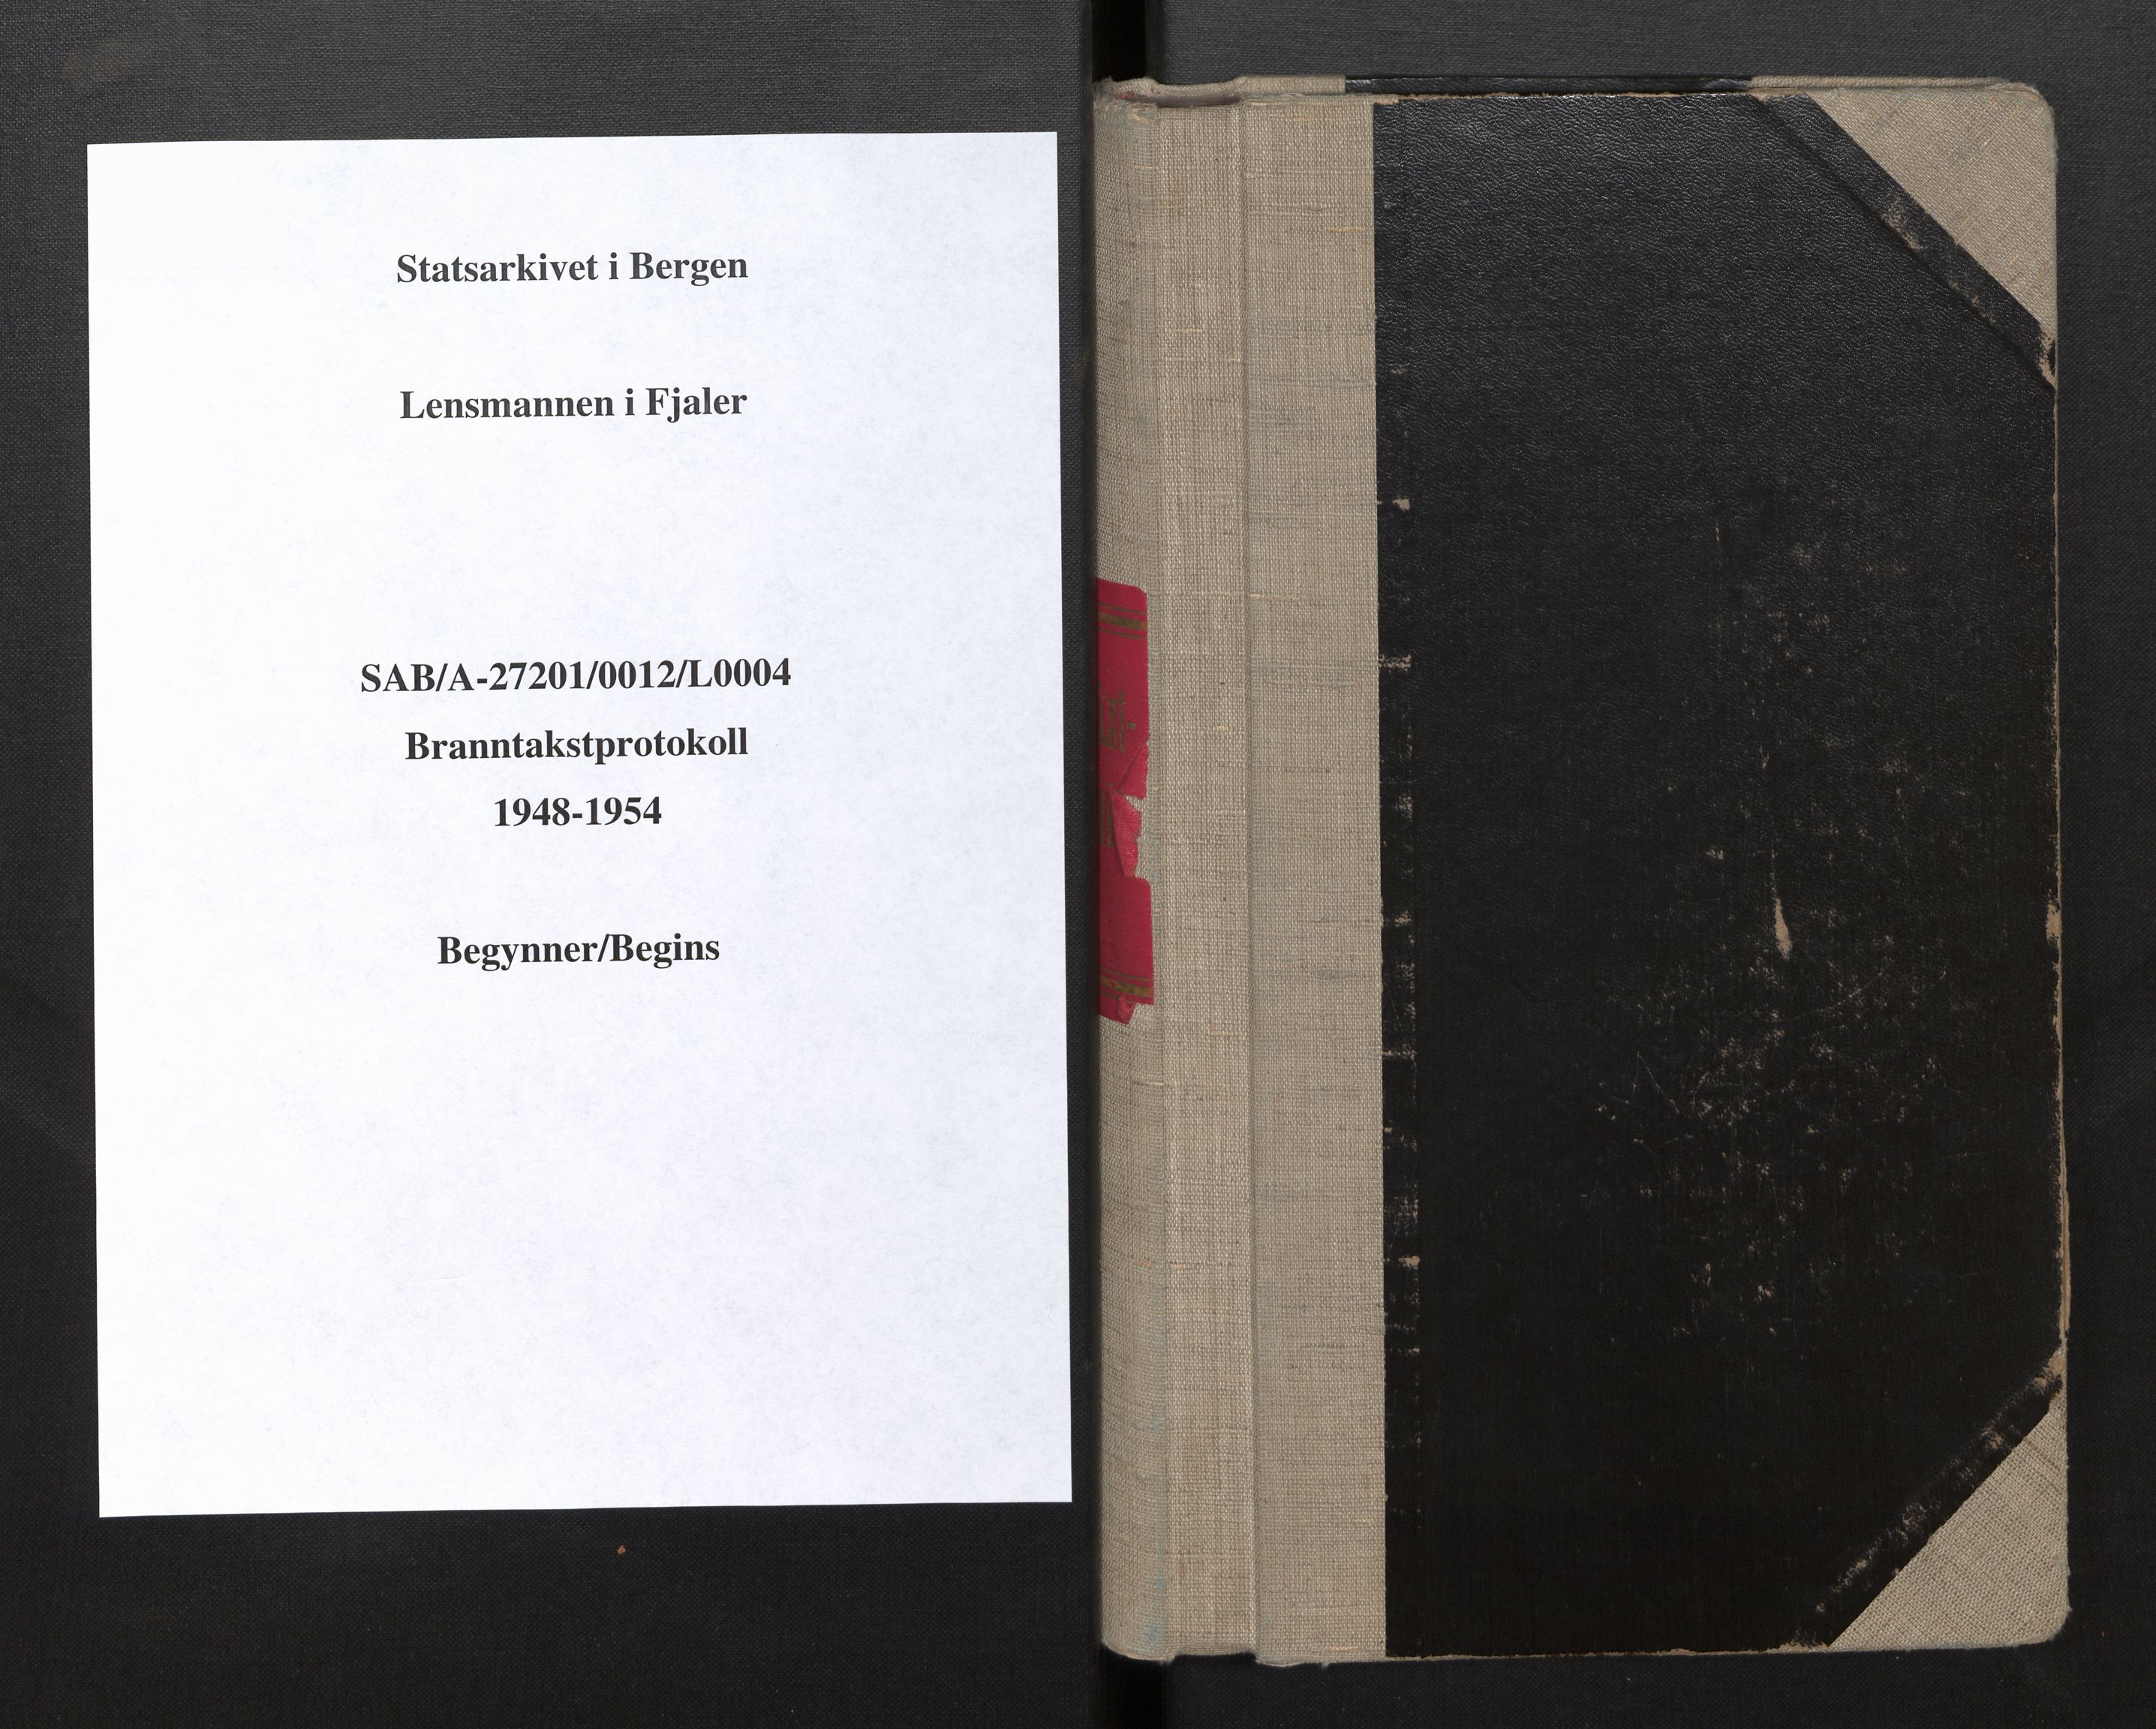 Statsarkivet i Bergen
Lensmannen i Fjaler
SAB/A-27201/0012/L0004
Branntakstprotokoll
1948-1954
Begynner/Begins